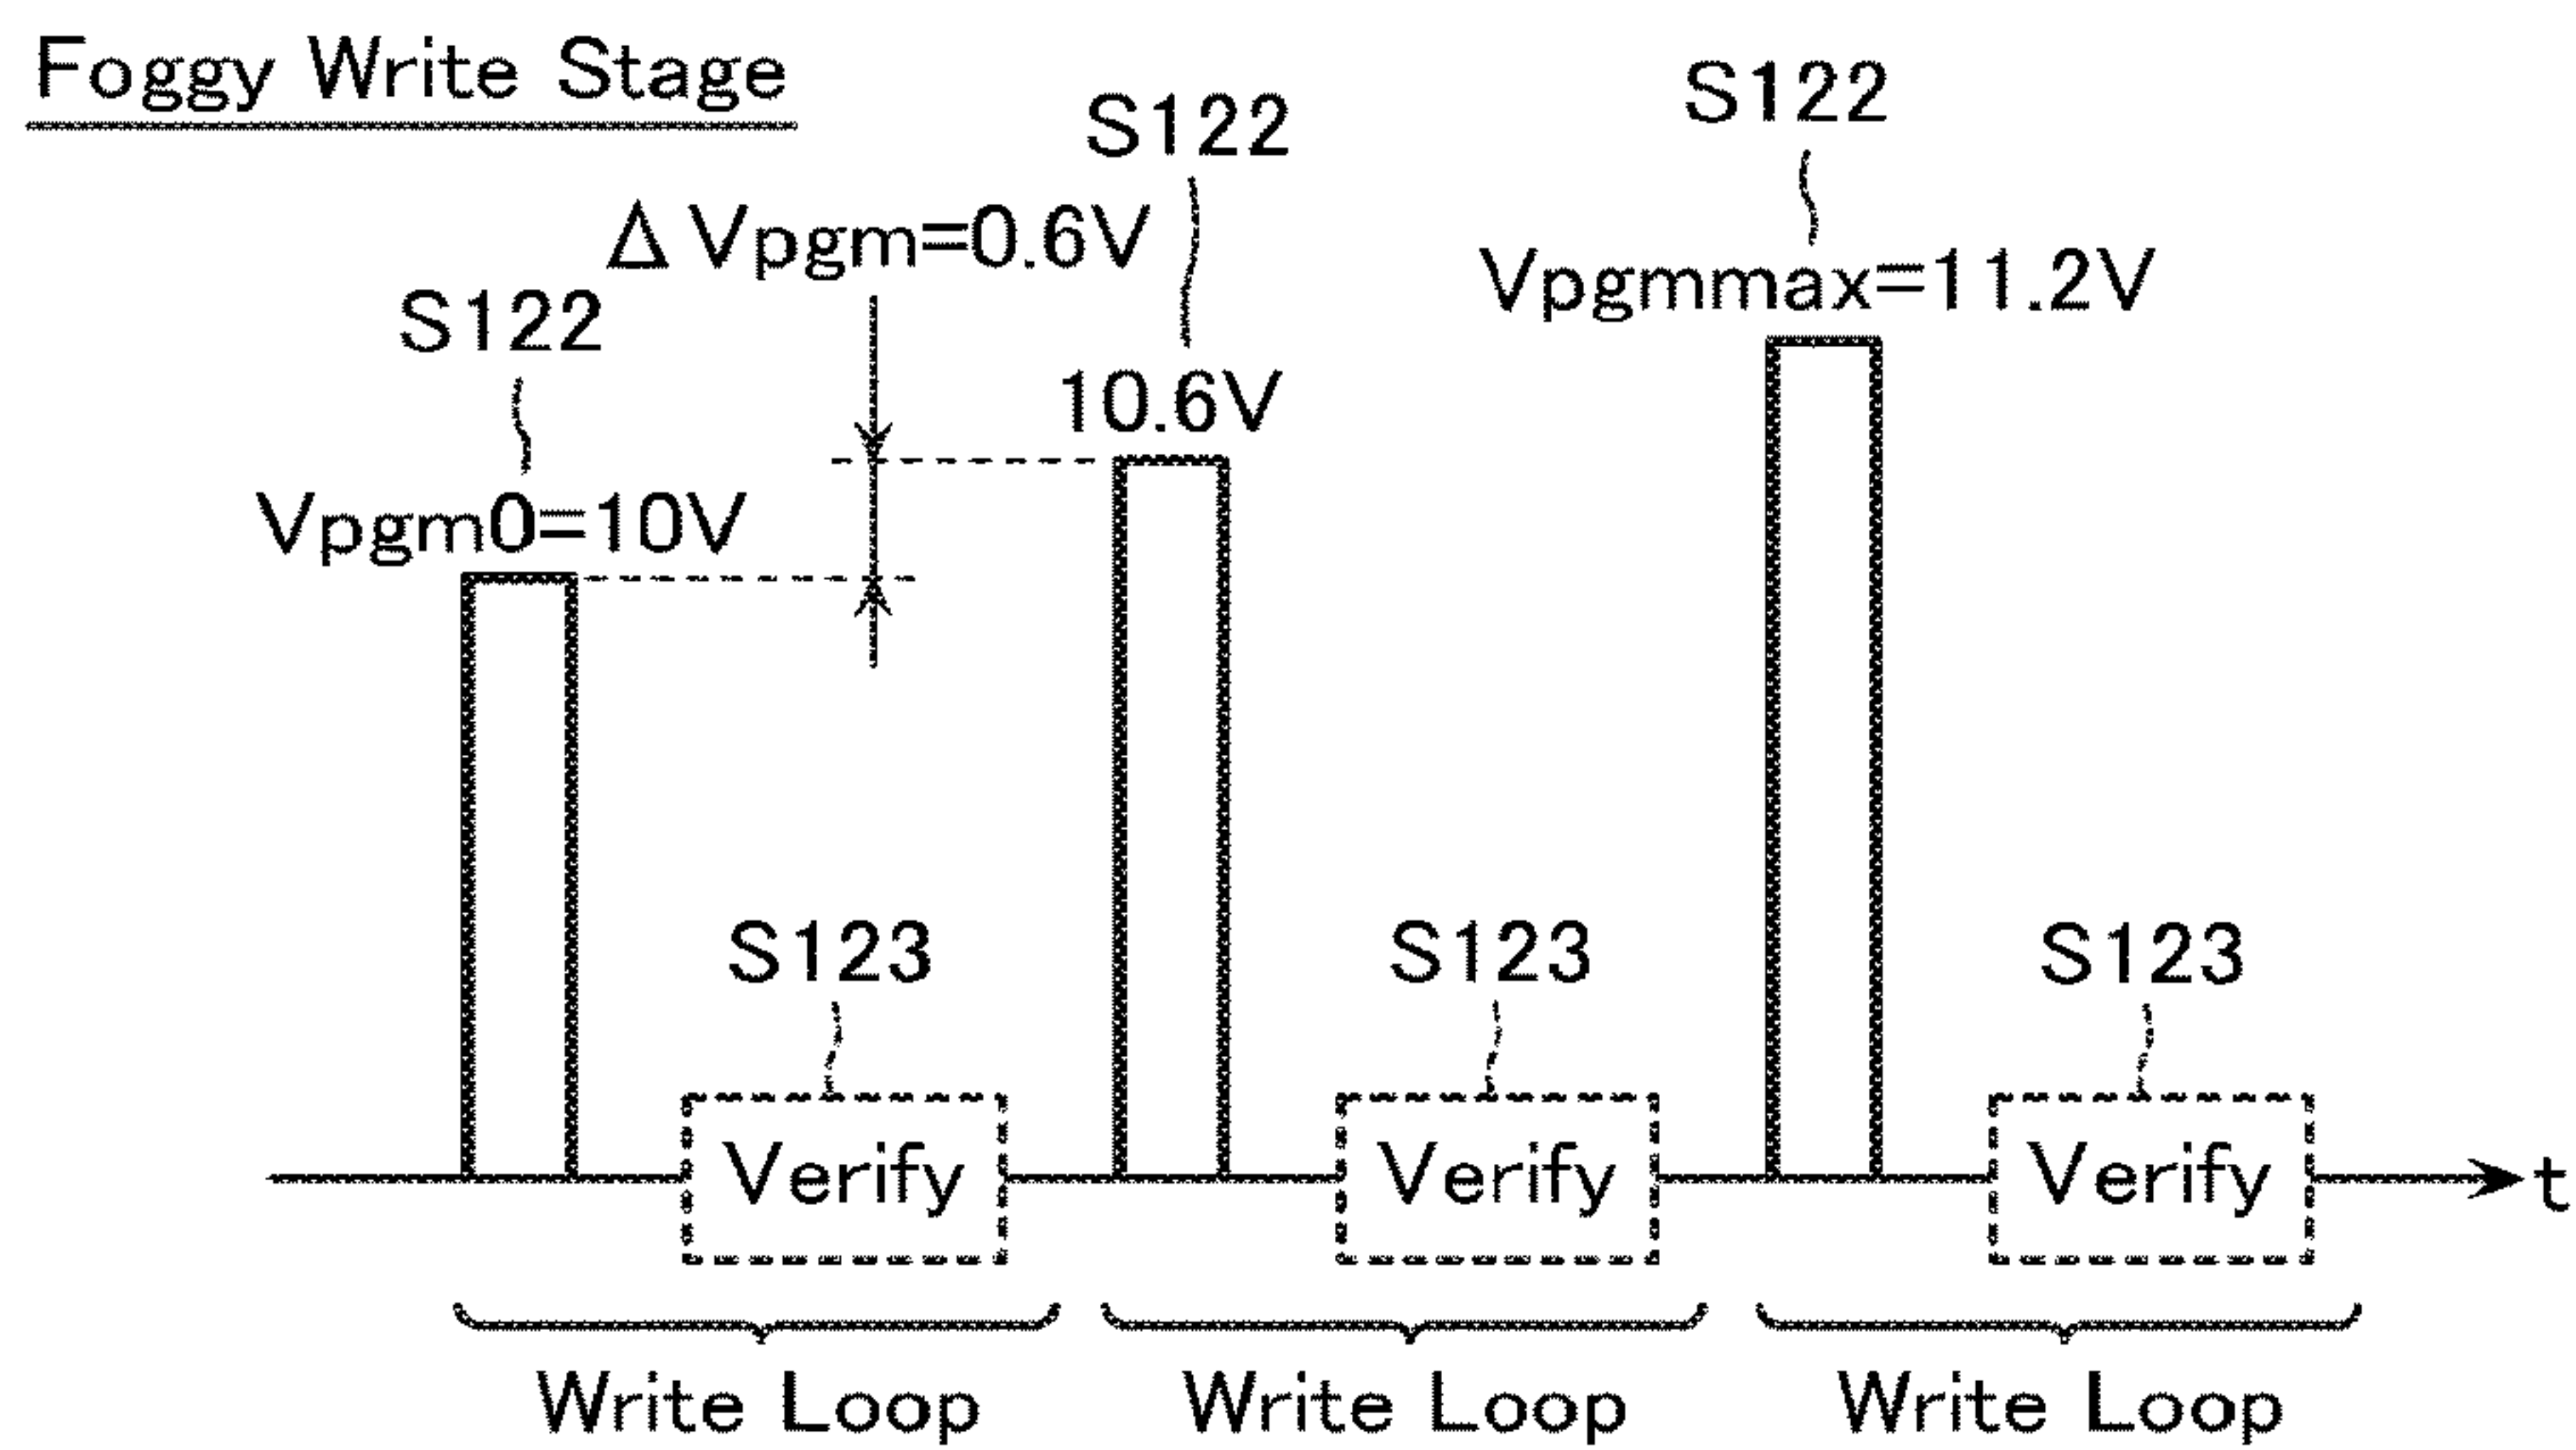 Foggy Write Stage
S122
S122
S122
Δ Vpgm=0.6V
Vpgmmax=11.2V
10.6V
Vpgm0=10V
S123
S123
S123
Verify
Verify
Verify
t
Write Loop
Write Loop
Write Loop